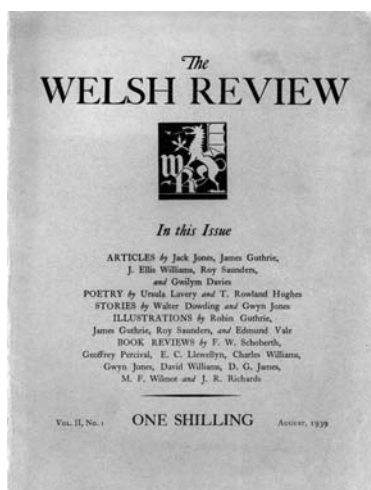 The
WELSH REVIEW
WR
In this Issue
ARTICLES by Jack Jones, James Guthrie,
J. Ellis Williams, Roy Saunders,
and Gwilym Davies
POETRY by Ursula Lavery and T. Rowland Hughes
STORIES by Walter Dowding and Gwyn Jones
ILLUSTRATIONS by Robin Guthrie,
James Guthrie, Roy Saunders, and Edmund Vale
BOOK REVIEWS by F. W. Schoberth,
Geoffrey Percival, E. C. Llewellyn, Charles Williams,
Gwyn Jones, David Williams, D. G. James,
M. F. Wilmot and J. R. Richards
VOL. II, No. 1 ONE SHILLING AUGUST, 1939